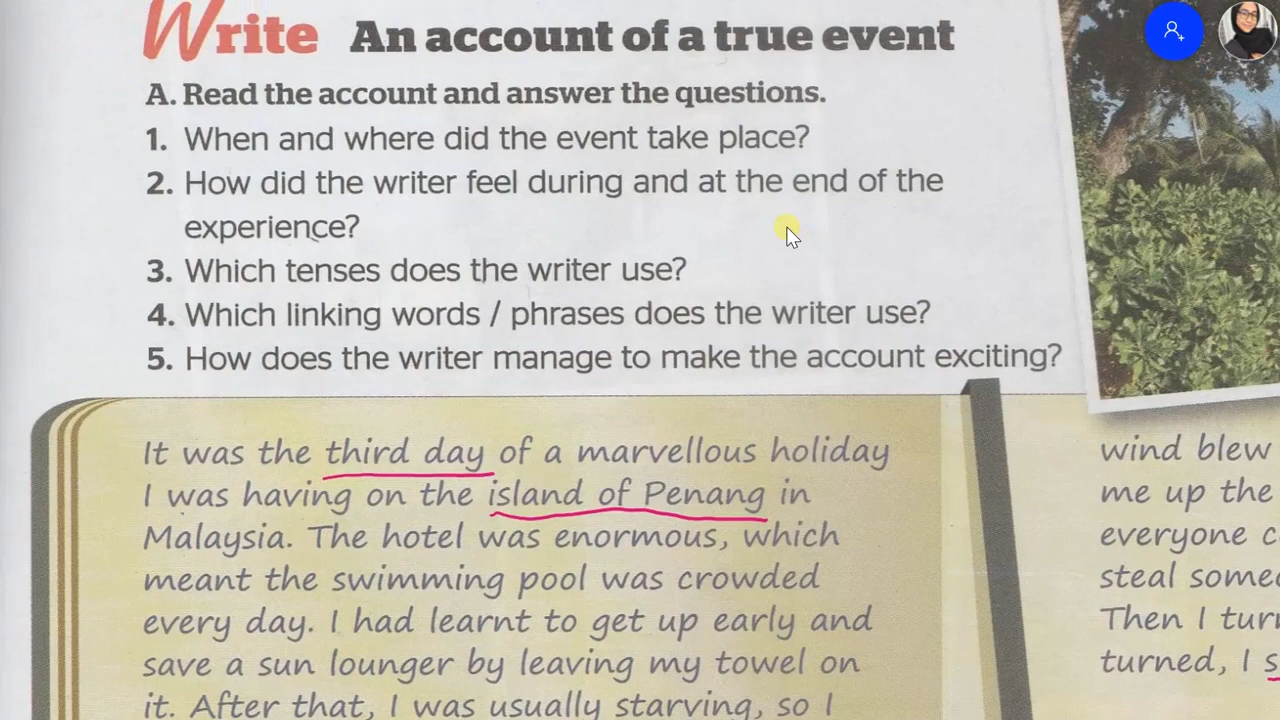 Write An account of a true event
A. Read the account and answer the questions.
1. When and where did the event take place?
2. How did the writer feel during and at the end of the
experience?
3. Which tenses does the writer use?
4. Which linking words / phrases does the writer use?
5. How does the writer manage to make the account exciting?
It was the third day of a marvellous holiday
I was having on the island of Penang in
Malaysia. The hotel was enormous, which
meant the swimming pool was crowded
every day. I had learnt to get up early and
save a sun lounger by leaving my towel on
it. After that, I was usually starving, so I
wind blew
me up the
everyone c
steal some
Then I tur
turned, I s